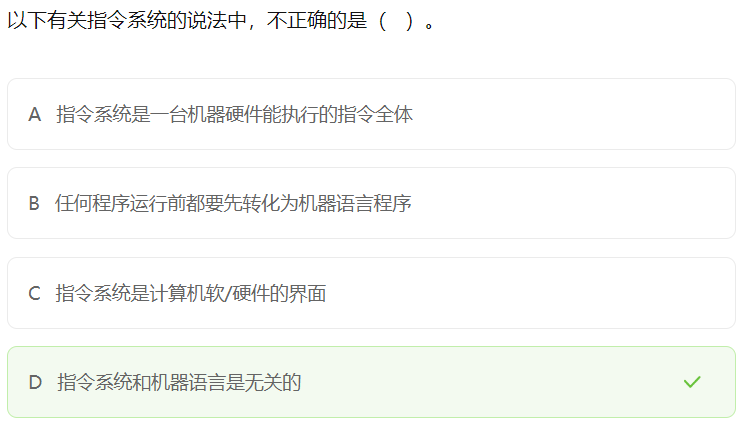 以下有关指令系统的说法中，不正确的是（　）。
A 指令系统是一台机器硬件能执行的指令全体
B 任何程序运行前都要先转化为机器语言程序
C 指令系统是计算机软/硬件的界面
D 指令系统和机器语言是无关的